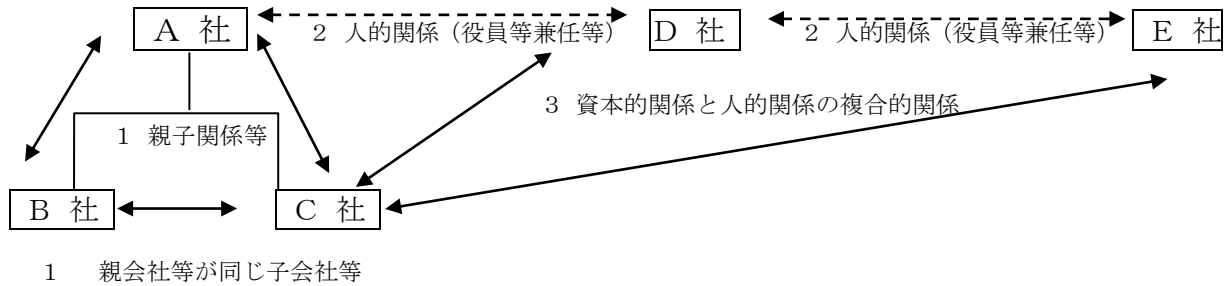 A 社
２ 人的関係（役員等兼任等）
D 社
２ 人的関係（役員等兼任等）
E 社
３ 資本的関係と人的関係の複合的関係
１ 親子関係等
B 社
C 社
１ 親会社等が同じ子会社等